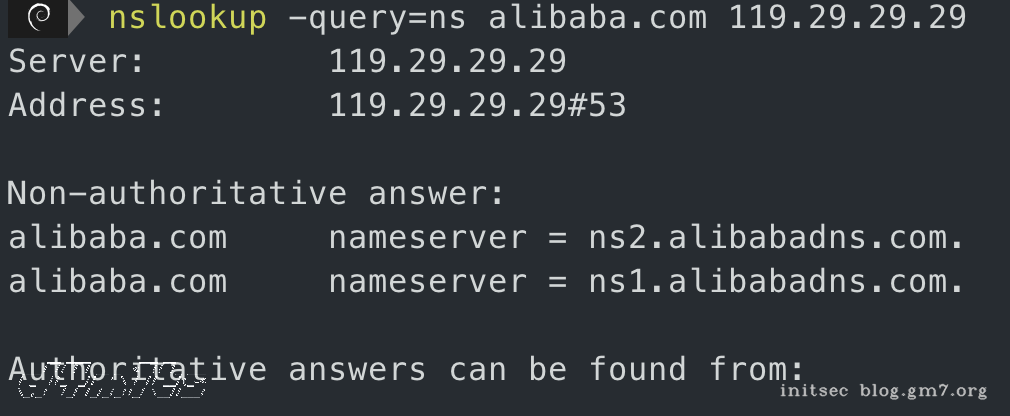 nslookup -query=ns alibaba.com 119.29.29.29
Server: 119.29.29.29
Address: 119.29.29.29#53
Non-authoritative answer:
alibaba.com nameserver = ns2.alibabadns.com.
alibaba.com nameserver = ns1.alibabadns.com.
Authoritative answers can be found from:
initsec blog.gm7.org